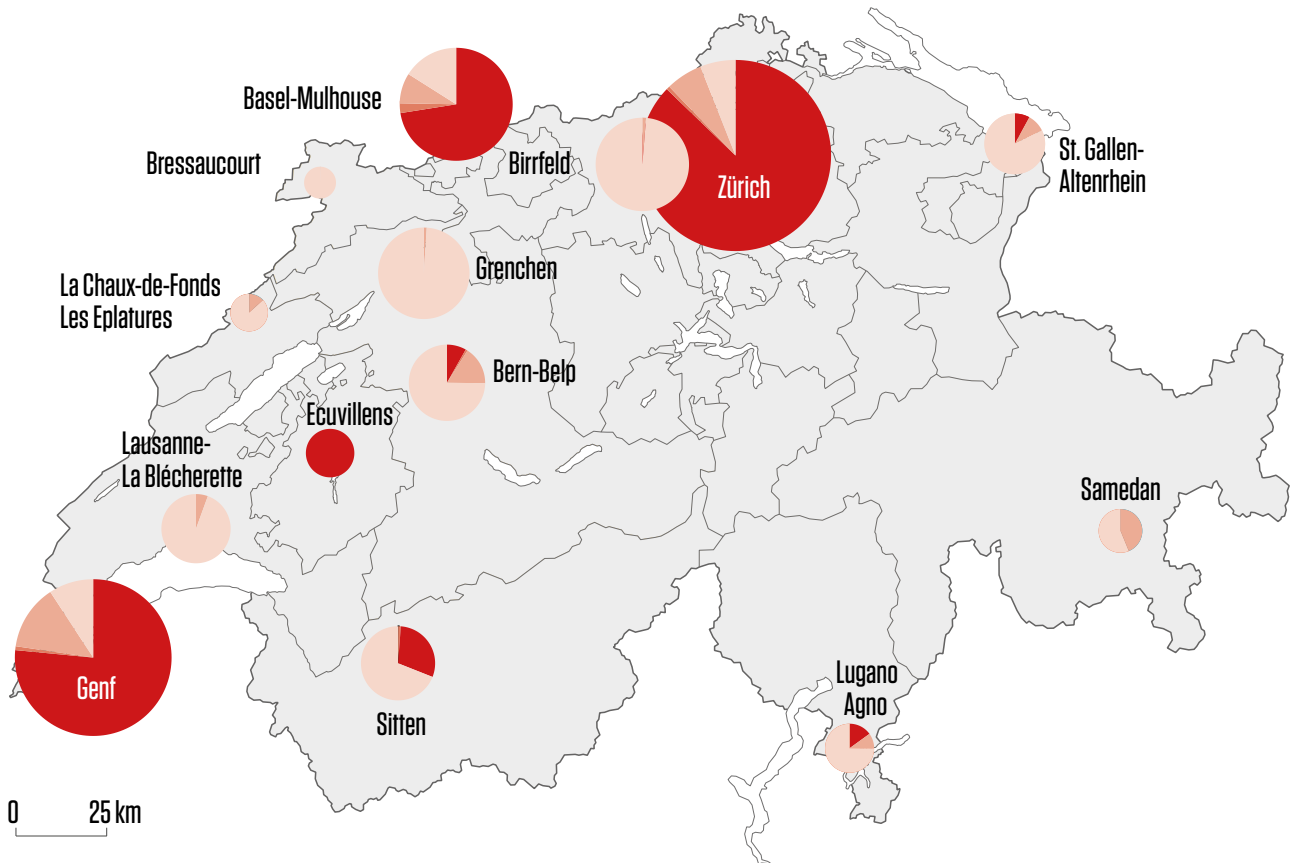 Basel-Mulhouse
Bressaucourt
Birrfeld
Zürich
St. Gallen-
Altenrhein
Grenchen
La Chaux-de-Fonds
Les Eplatures
Bern-Belp
Ecuvillens
Lausanne-
La Blécherette
Samedan
Genf
Sitten
Lugano
Agno
0 25 km